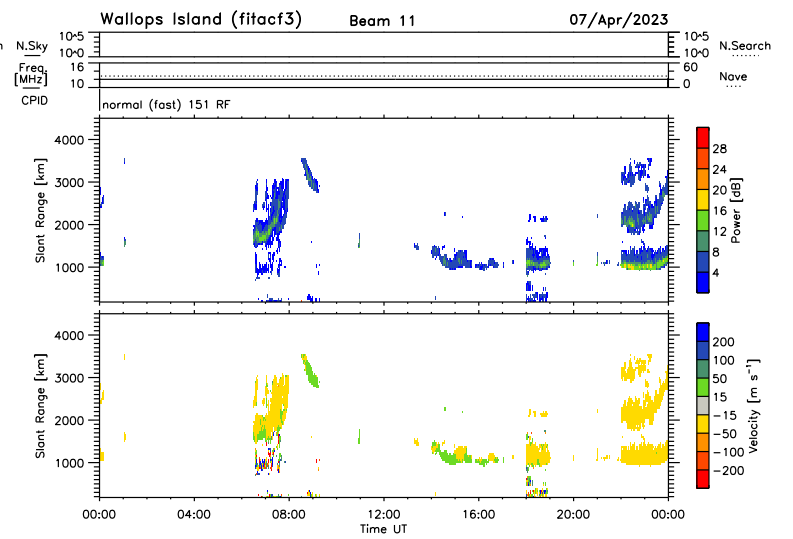 Wallops Island (fitacf3) Beam 11 07/Apr/2023
h N.Sky 10^5 10^5 N.Search
10^0 10^0
Freq. 16 60 Nave
[MHz] 10 0
CPID normal (fast) 151 RF
4000
3000
2000
1000
Slant Range [km]
28
24
20
16
12
8
4
Power [dB]
4000
3000
2000
1000
Slant Range [km]
200
100
50
15
-15
-50
-100
-200
Velocity [m s⁻¹]
00:00 04:00 08:00 12:00 16:00 20:00 00:00
Time UT